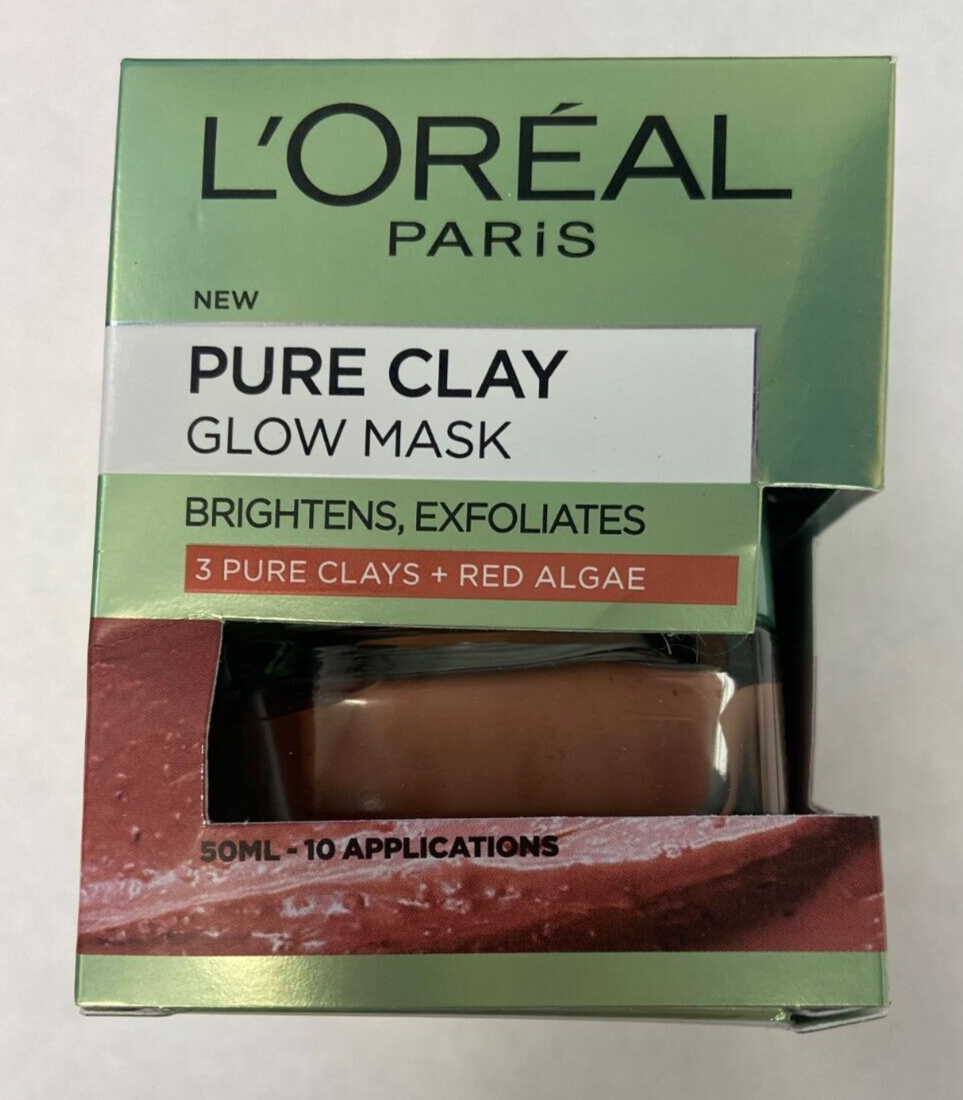 L'ORÉAL
PARiS
NEW
PURE CLAY
GLOW MASK
BRIGHTENS, EXFOLIATES
3 PURE CLAYS + RED ALGAE
50ML - 10 APPLICATIONS